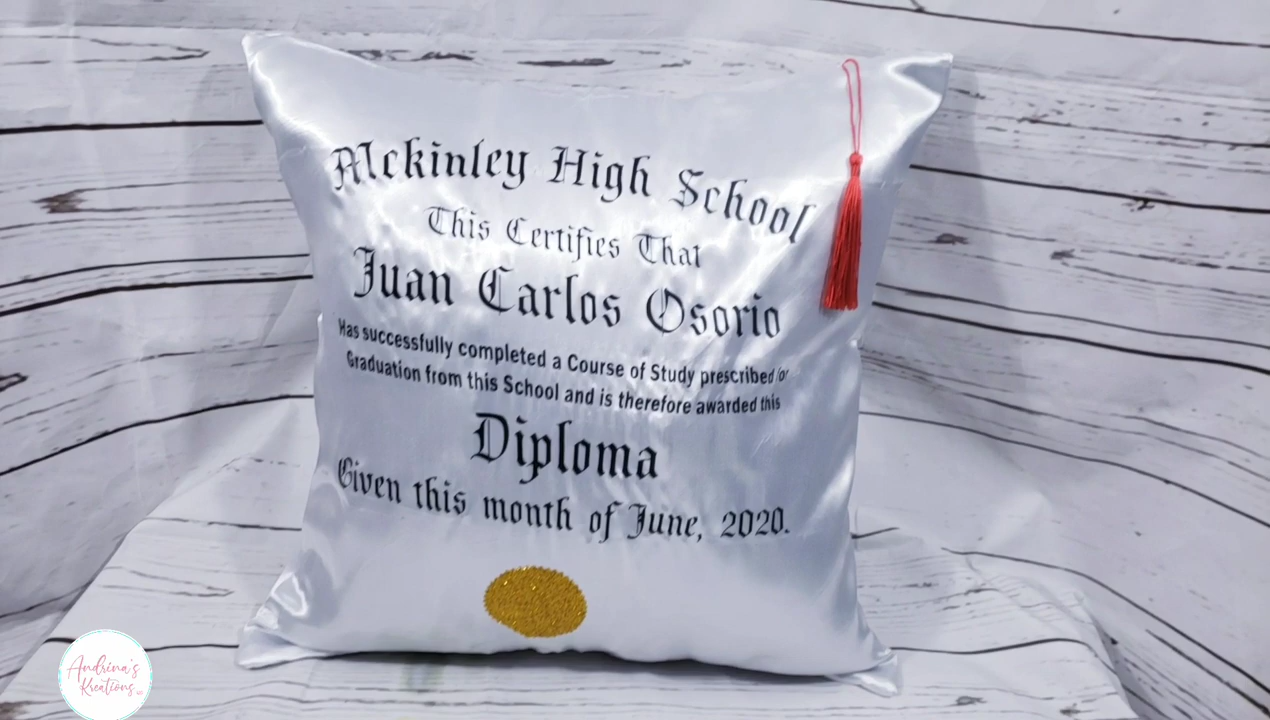 Mckinley High School
This Certifies That
Juan Carlos Osorio
Has successfully completed a Course of Study prescribed for
Graduation from this School and is therefore awarded this
Diploma
Given this month of June, 2020.
Andrina's
Kreations